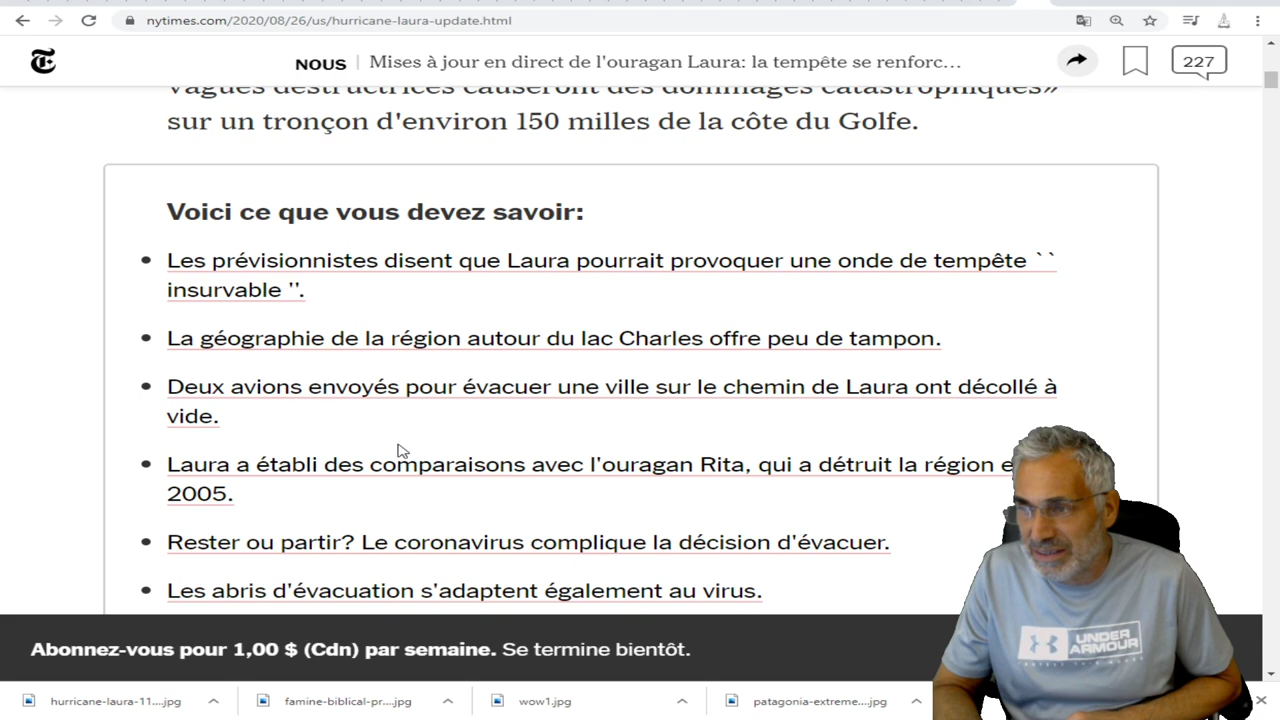 nytimes.com/2020/08/26/us/hurricane-laura-update.html
NOUS | Mises à jour en direct de l'ouragan Laura: la tempête se renforc…
227
vagues destructrices causeront des dommages catastrophiques»
sur un tronçon d'environ 150 milles de la côte du Golfe.
Voici ce que vous devez savoir:
• Les prévisionnistes disent que Laura pourrait provoquer une onde de tempête ``
insurvable ''.
• La géographie de la région autour du lac Charles offre peu de tampon.
• Deux avions envoyés pour évacuer une ville sur le chemin de Laura ont décollé à
vide.
• Laura a établi des comparaisons avec l'ouragan Rita, qui a détruit la région e
2005.
• Rester ou partir? Le coronavirus complique la décision d'évacuer.
• Les abris d'évacuation s'adaptent également au virus.
Abonnez-vous pour 1,00 $ (Cdn) par semaine. Se termine bientôt.
UNDER
ARMOUR
hurricane-laura-11....jpg
famine-biblical-pr....jpg
wow1.jpg
patagonia-extreme....jpg